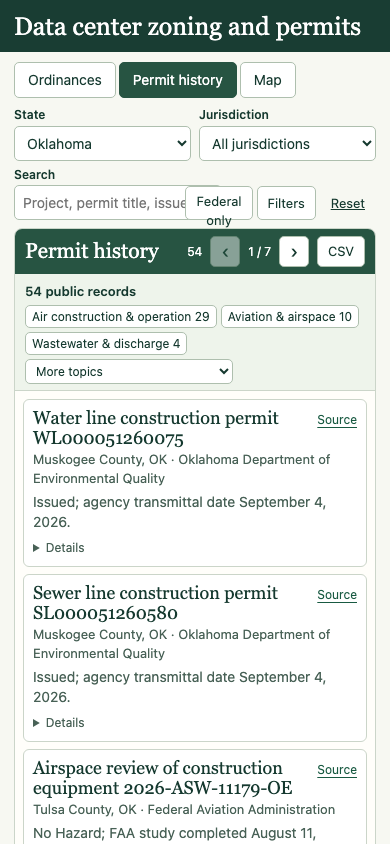 Data center zoning and permits
Ordinances
Permit history
Map
State
Jurisdiction
Oklahoma
All jurisdictions
Search
Project, permit title, issue
Federal
only
Filters
Reset
Permit history
54
‹
1 / 7
›
CSV
54 public records
Air construction & operation 29
Aviation & airspace 10
Wastewater & discharge 4
More topics
Water line construction permit
WL000051260075
Source
Muskogee County, OK · Oklahoma Department of
Environmental Quality
Issued; agency transmittal date September 4,
2026.
Details
Sewer line construction permit
SL000051260580
Source
Muskogee County, OK · Oklahoma Department of
Environmental Quality
Issued; agency transmittal date September 4,
2026.
Details
Airspace review of construction
equipment 2026-ASW-11179-OE
Source
Tulsa County, OK · Federal Aviation Administration
No Hazard; FAA study completed August 11,